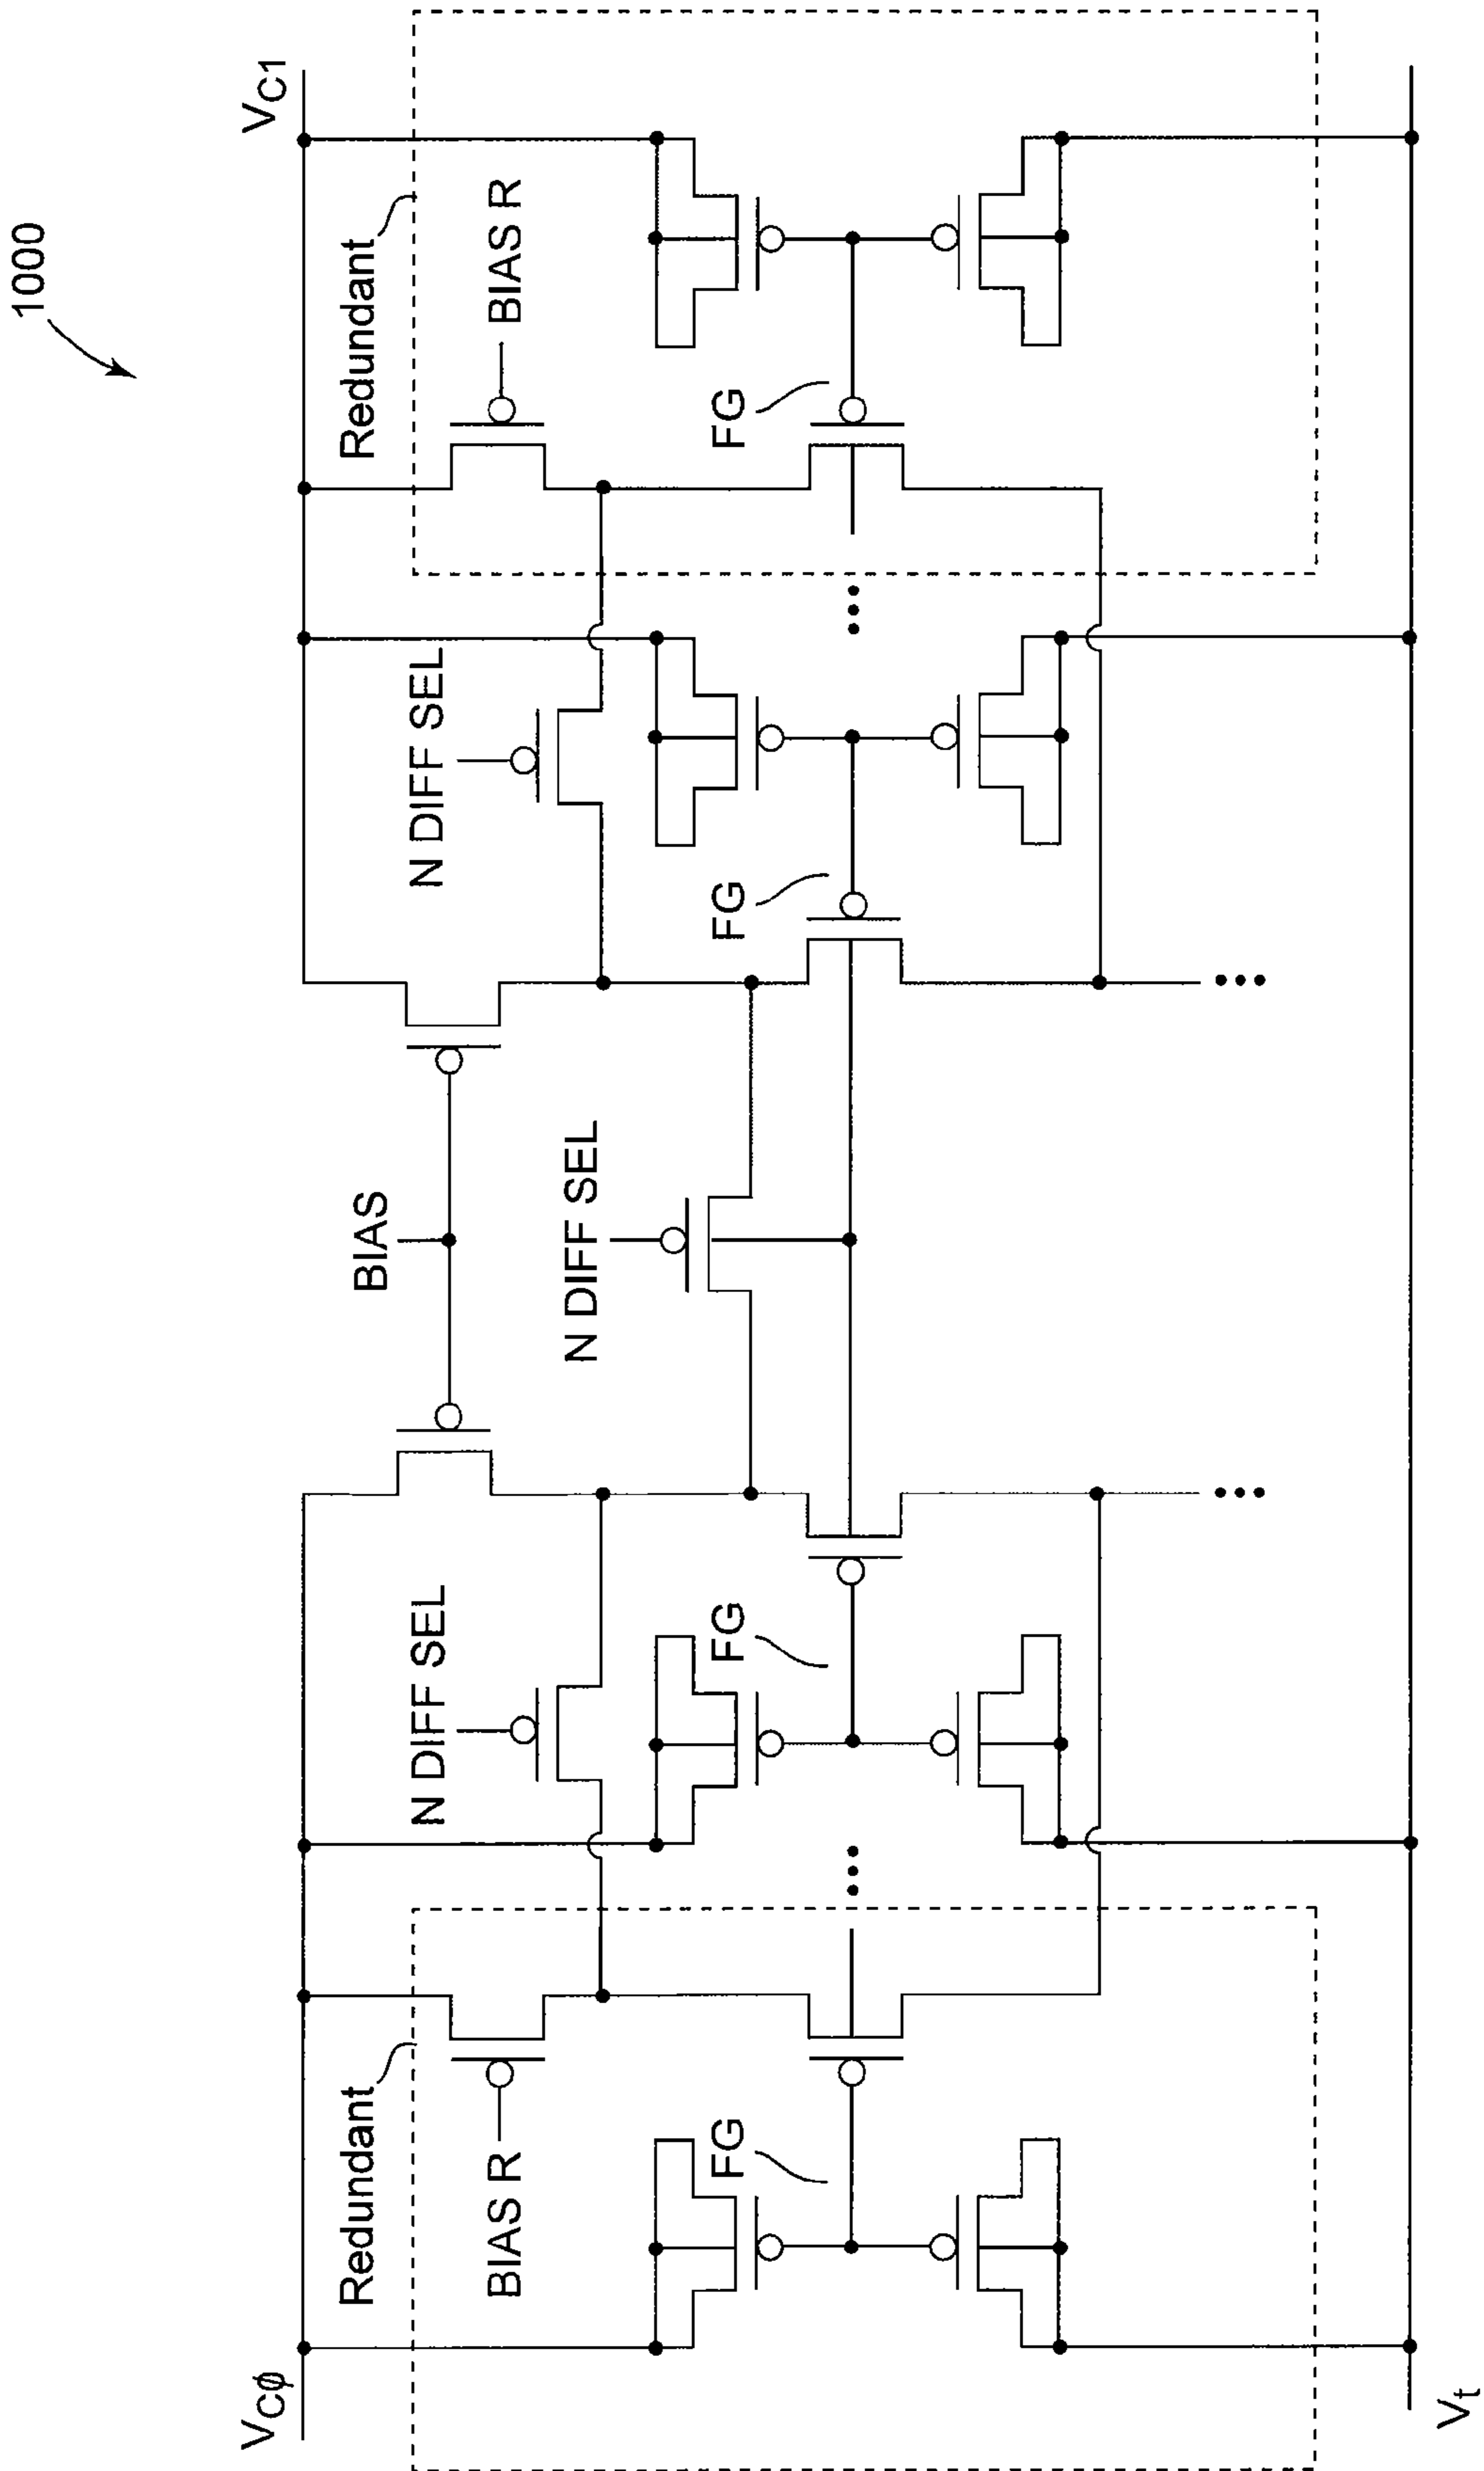 1000
VCϕ
VC1
Redundant
Redundant
BIAS
BIAS R
N DIFF SEL
N DIFF SEL
BIAS R
N DIFF SEL
FG
FG
FG
FG
Vt